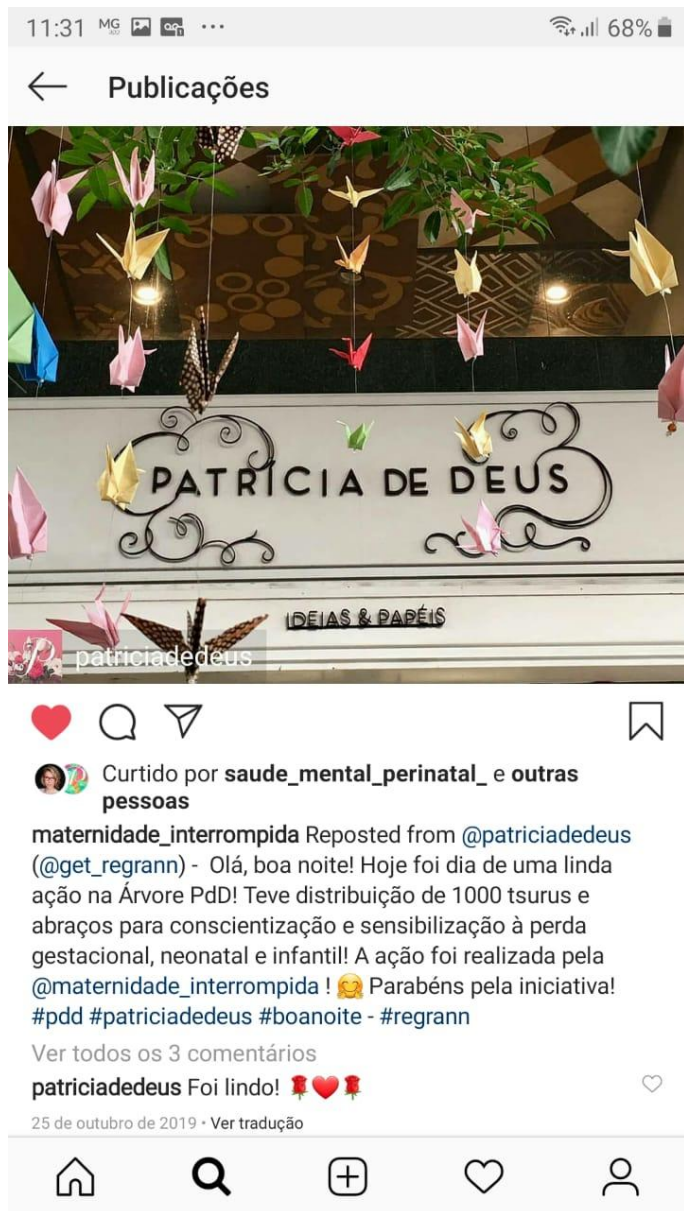 11:31 MG ... 68%
Publicações
PATRÍCIA DE DEUS
IDEIAS & PAPÉIS
patriciadedeus
Curtido por saude_mental_perinatal_ e outras
pessoas
maternidade_interrompida Reposted from @patriciadedeus
(@get_regrann) - Olá, boa noite! Hoje foi dia de uma linda
ação na Árvore PdD! Teve distribuição de 1000 tsurus e
abraços para conscientização e sensibilização à perda
gestacional, neonatal e infantil! A ação foi realizada pela
@maternidade_interrompida ! 🤗 Parabéns pela iniciativa!
#pdd #patriciadedeus #boanoite - #regrann
Ver todos os 3 comentários
patriciadedeus Foi lindo! 🌹❤️🌹
25 de outubro de 2019 • Ver tradução